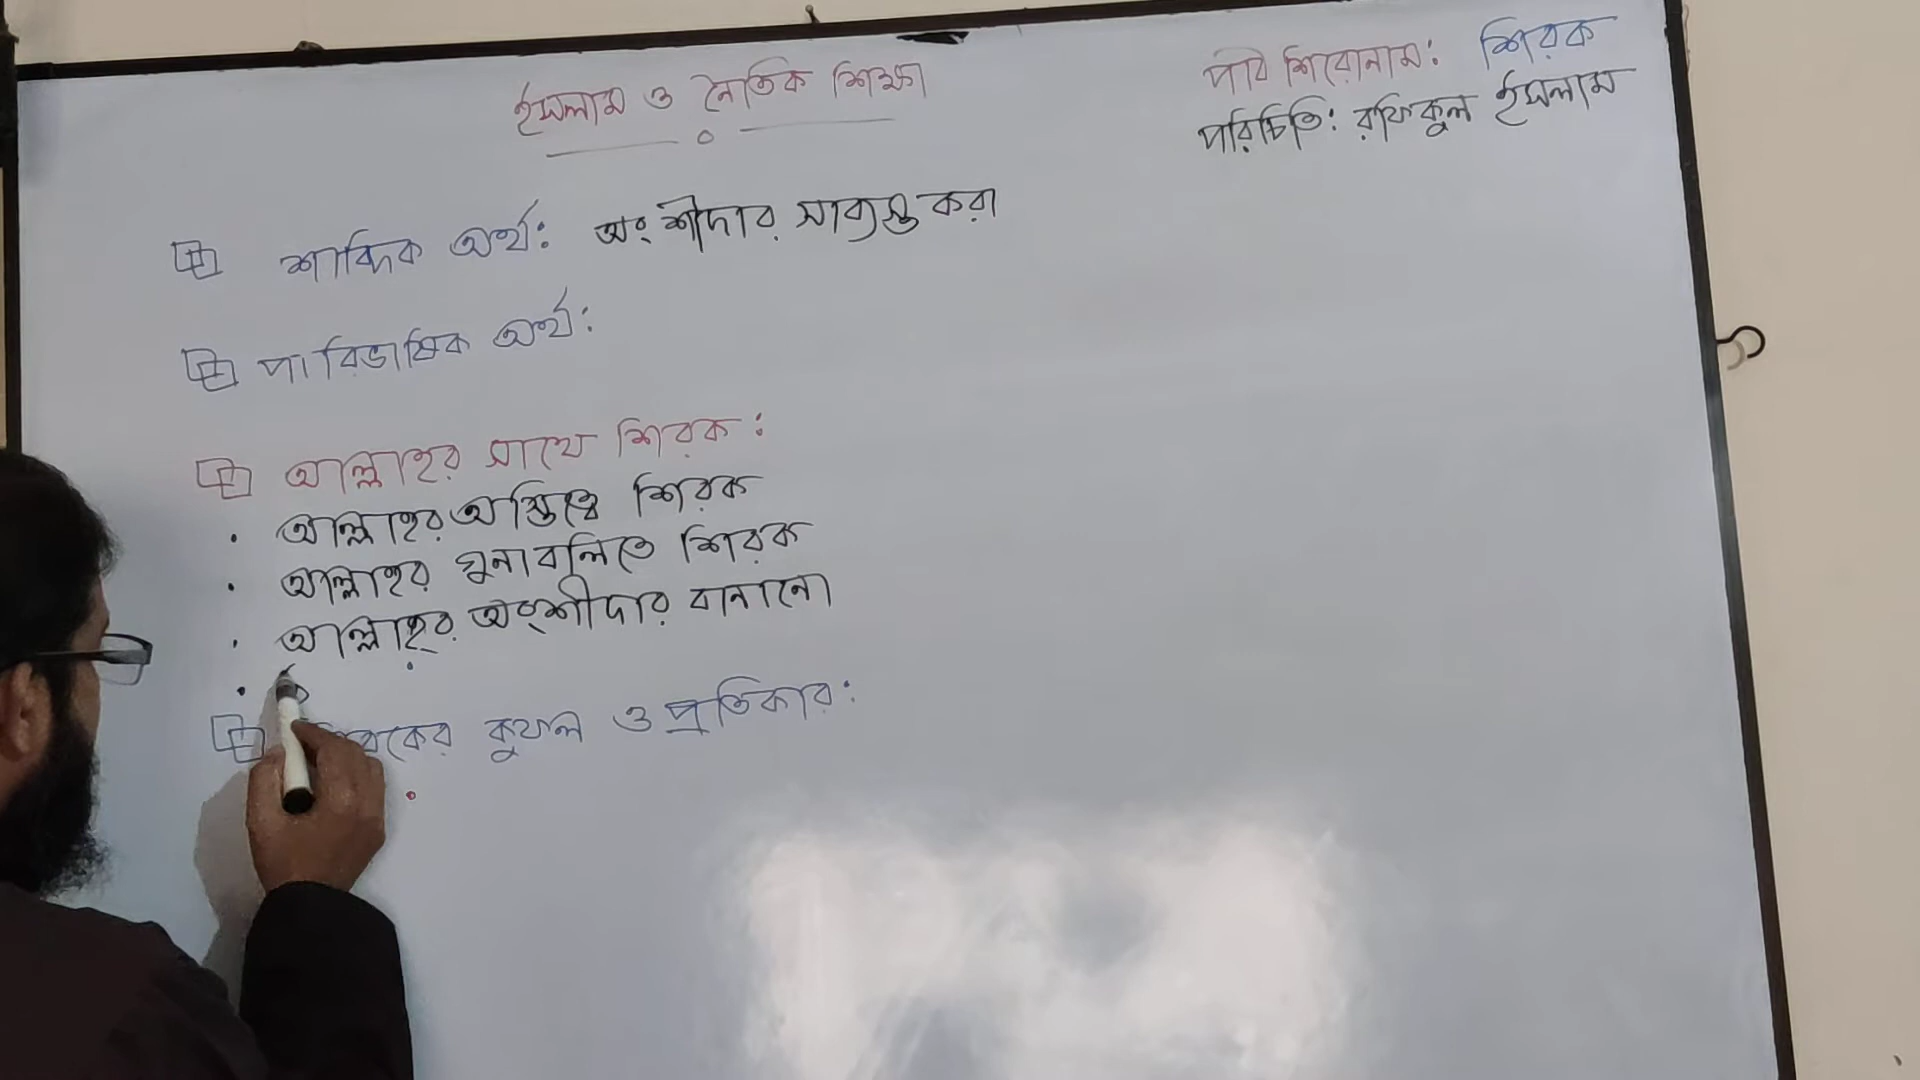 ইসলাম ও নৈতিক শিক্ষা
পাঠ শিরোনাম: শিরক
পরিচিতি: রফিকুল ইসলাম
শাব্দিক অর্থ: অংশীদার সাব্যস্ত করা
পারিভাষিক অর্থ:
আল্লাহর সাথে শিরক:
• আল্লাহর অস্তিত্বে শিরক
• আল্লাহর গুনাবলিতে শিরক
• আল্লাহর অংশীদার বানানো
কুফল ও প্রতিকার: